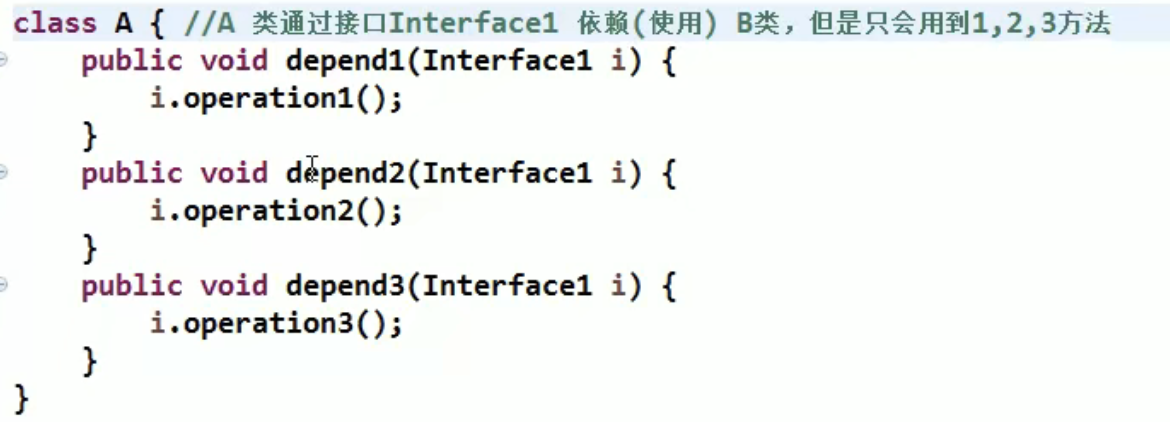 class A { //A 类通过接口Interface1 依赖(使用) B类，但是只会用到1,2,3方法
    public void depend1(Interface1 i) {
        i.operation1();
    }
    public void depend2(Interface1 i) {
        i.operation2();
    }
    public void depend3(Interface1 i) {
        i.operation3();
    }
}